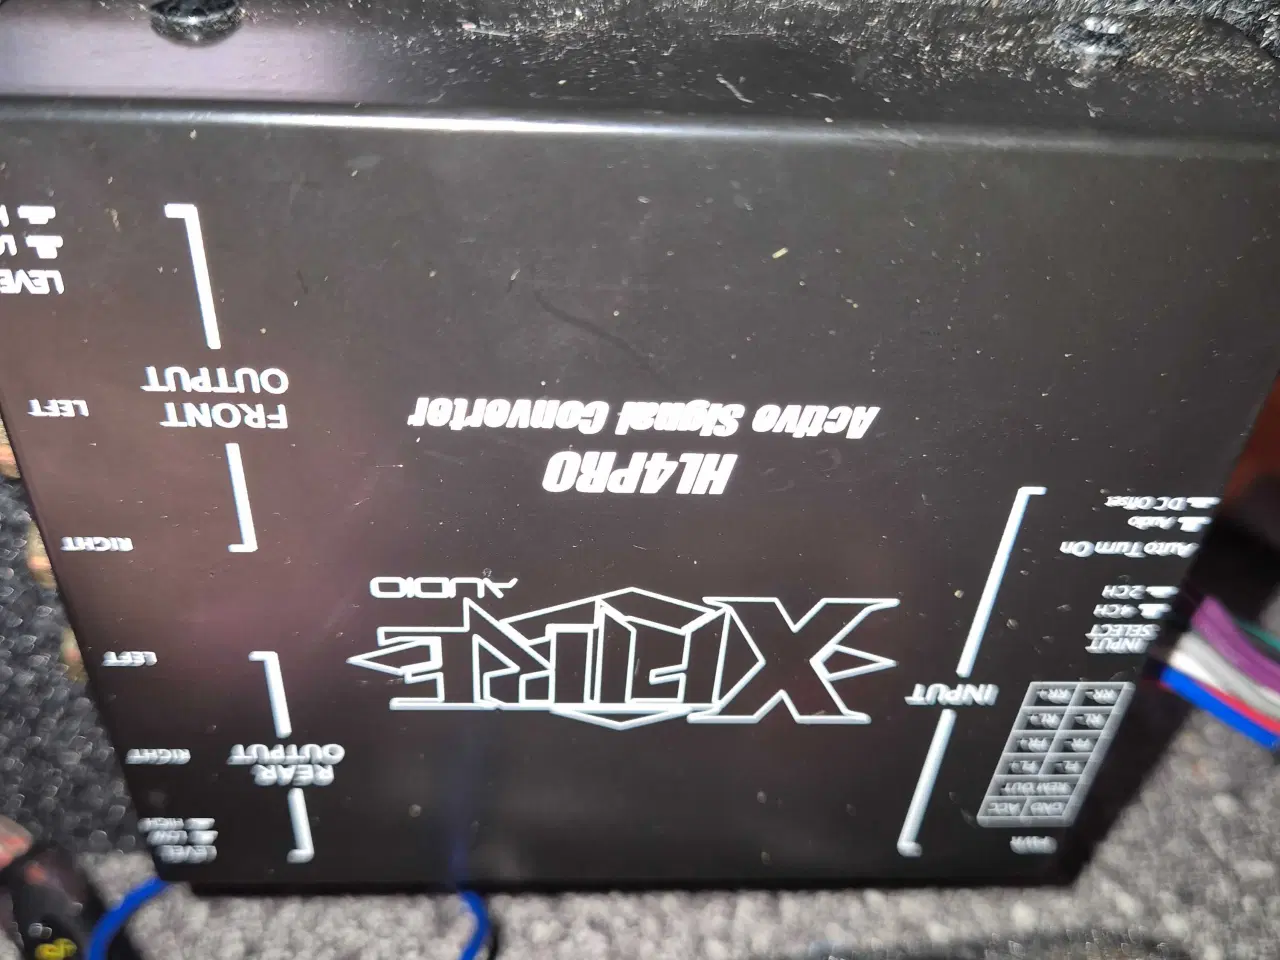 PWR
GND ACC
REM OUT
FL- FL+
FR- FR+
RL- RL+
RR- RR+
INPUT
SELECT
4CH
2CH
Auto Turn On
Audio
DC Offset
INPUT
XFIRE
AUDIO
HL4PRO
Active Signal Converter
LEVEL
LOW
HIGH
REAR
OUTPUT
RIGHT
LEFT
RIGHT
FRONT
OUTPUT
LEFT